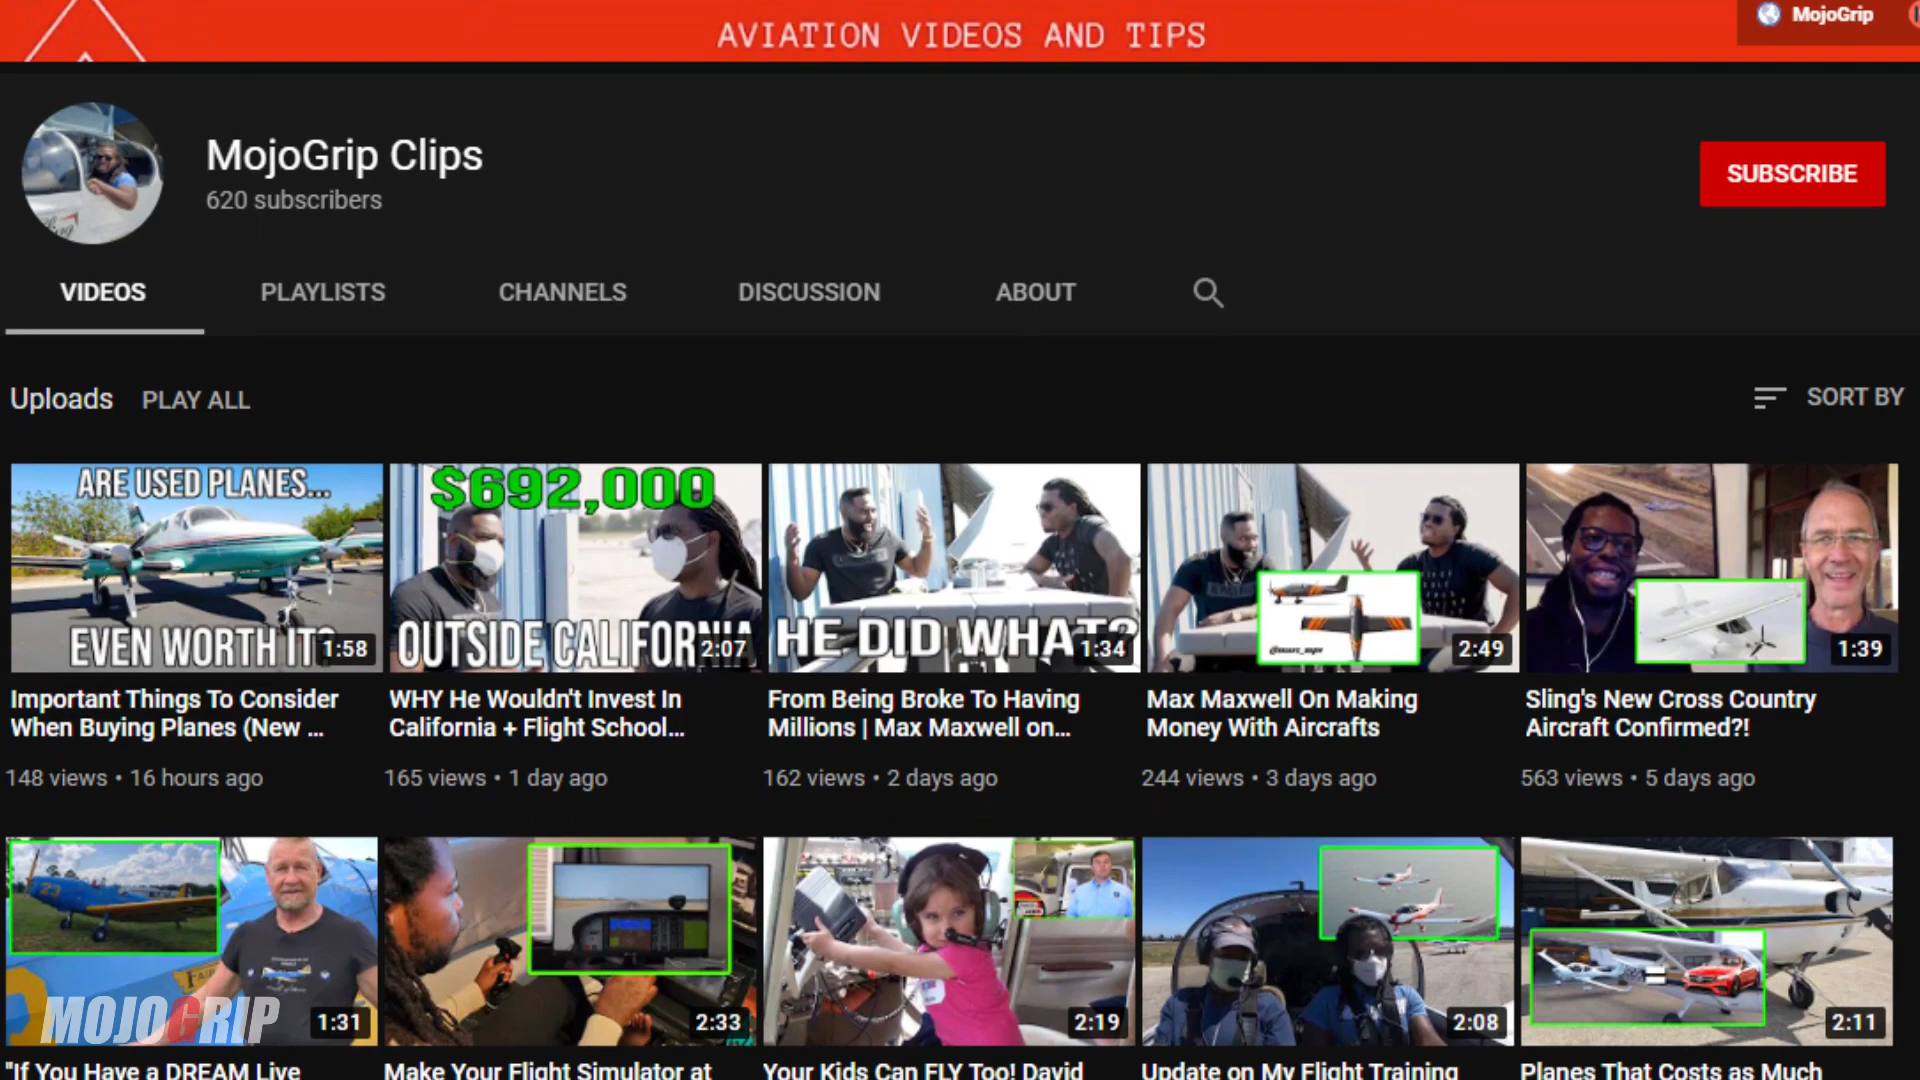 AVIATION VIDEOS AND TIPS
MojoGrip
MojoGrip Clips
620 subscribers
SUBSCRIBE
VIDEOS
PLAYLISTS
CHANNELS
DISCUSSION
ABOUT
Uploads
PLAY ALL
SORT BY
ARE USED PLANES...
EVEN WORTH IT?
1:58
$692,000
OUTSIDE CALIFORNIA
2:07
HE DID WHAT?
1:34
2:49
1:39
Important Things To Consider
When Buying Planes (New ...
148 views • 16 hours ago
WHY He Wouldn't Invest In
California + Flight School...
165 views • 1 day ago
From Being Broke To Having
Millions | Max Maxwell on...
162 views • 2 days ago
Max Maxwell On Making
Money With Aircrafts
244 views • 3 days ago
Sling's New Cross Country
Aircraft Confirmed?!
563 views • 5 days ago
23
MOJOGRIP
1:31
2:33
2:19
2:08
2:11
"If You Have a DREAM Live
Make Your Flight Simulator at
Your Kids Can FLY Too! David
Update on My Flight Training
Planes That Costs as Much